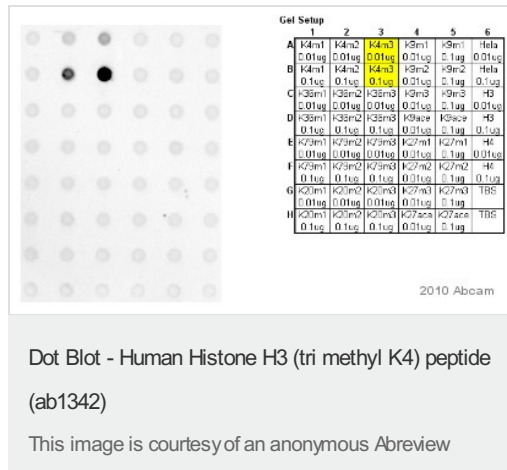 Gel Setup
1 2 3 4 5 6
A K4m1 K4m2 K4m3 K9m1 K9m1 Hela
0.01ug 0.01ug 0.01ug 0.01ug 0.1ug 0.01ug
B K4m1 K4m2 K4m3 K9m2 K9m2 Hela
0.1ug 0.1ug 0.1ug 0.01ug 0.1ug 0.1ug
C K36m1 K36m2 K36m3 K9m3 K9m3 H3
0.01ug 0.01ug 0.01ug 0.01ug 0.1ug 0.01ug
D K36m1 K36m2 K36m3 K9ace K9ace H3
0.1ug 0.1ug 0.1ug 0.01ug 0.1ug 0.1ug
E K79m1 K79m2 K79m3 K27m1 K27m1 H4
0.01ug 0.01ug 0.01ug 0.01ug 0.1ug 0.01ug
F K79m1 K79m2 K79m3 K27m2 K27m2 H4
0.1ug 0.1ug 0.1ug 0.01ug 0.1ug 0.1ug
G K20m1 K20m2 K20m3 K27m3 K27m3 TBS
0.01ug 0.01ug 0.01ug 0.01ug 0.1ug
H K20m1 K20m2 K20m3 K27ace K27ace TBS
0.1ug 0.1ug 0.1ug 0.01ug 0.1ug
2010 Abcam
Dot Blot - Human Histone H3 (tri methyl K4) peptide
(ab1342)
This image is courtesy of an anonymous Abreview